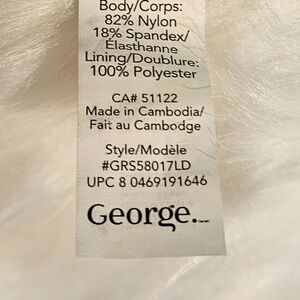 Body/Corps:
82% Nylon
18% Spandex/
Élasthanne
Lining/Doublure:
100% Polyester
CA# 51122
Made in Cambodia/
Fait au Cambodge
Style/Modèle
#GRS58017LD
UPC 8 0469191646
George.